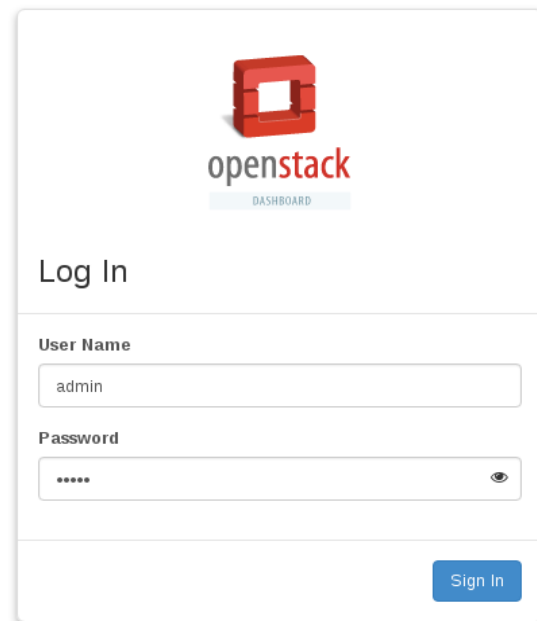 openstack
DASHBOARD
Log In
User Name
admin
Password
•••••
Sign In